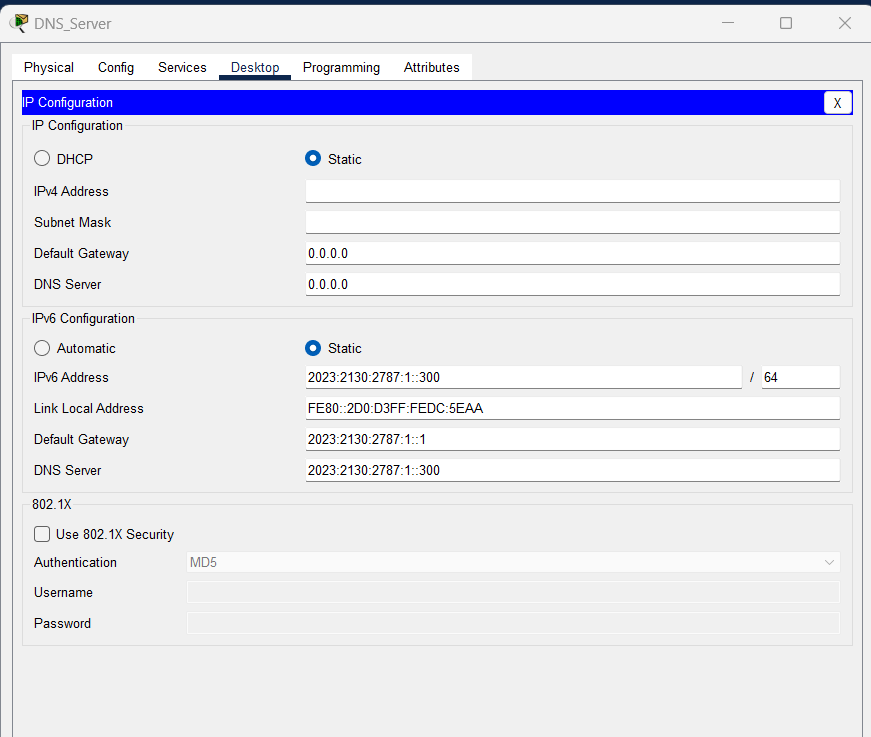 DNS_Server
Physical Config Services Desktop Programming Attributes
IP Configuration X
IP Configuration
DHCP Static
IPv4 Address
Subnet Mask
Default Gateway 0.0.0.0
DNS Server 0.0.0.0
IPv6 Configuration
Automatic Static
IPv6 Address 2023:2130:2787:1::300 / 64
Link Local Address FE80::2D0:D3FF:FEDC:5EAA
Default Gateway 2023:2130:2787:1::1
DNS Server 2023:2130:2787:1::300
802.1X
Use 802.1X Security
Authentication MD5
Username
Password